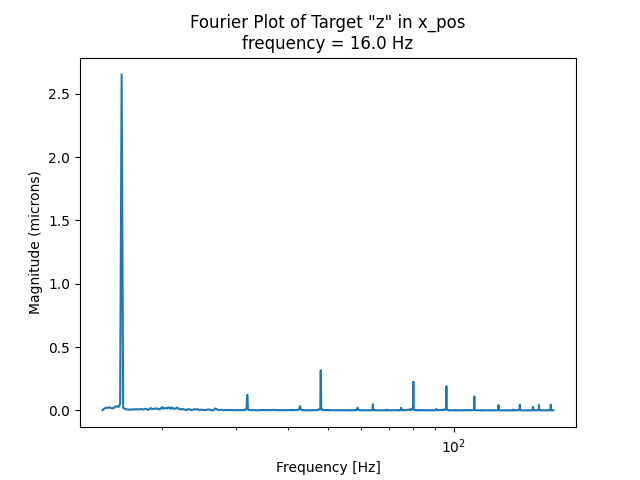 Fourier Plot of Target "z" in x_pos
frequency = 16.0 Hz
2.5
2.0
1.5
1.0
0.5
0.0
Magnitude (microns)
10²
Frequency [Hz]